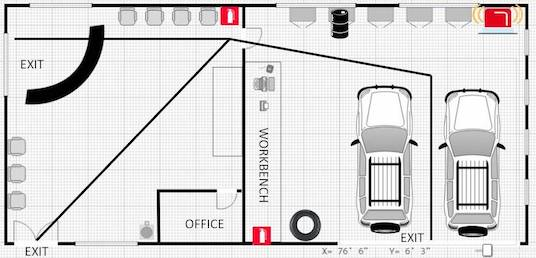 EXIT
WORKBENCH
OFFICE
EXIT
EXIT
X= 76' 6" Y= 6' 3"